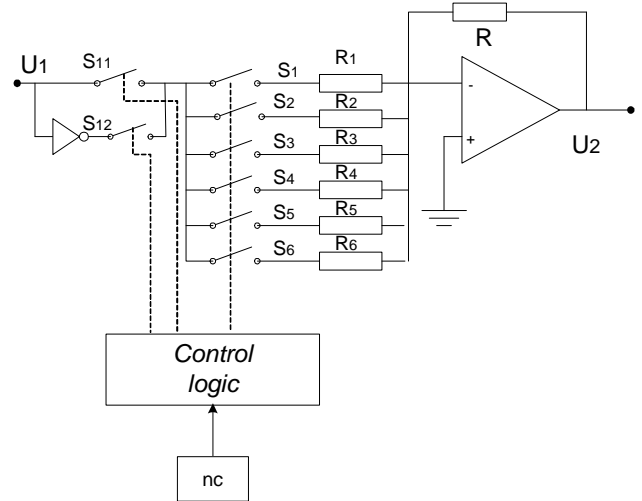 U1
S11
S12
S1
S2
S3
S4
S5
S6
R1
R2
R3
R4
R5
R6
R
-
+
U2
Control
logic
nc